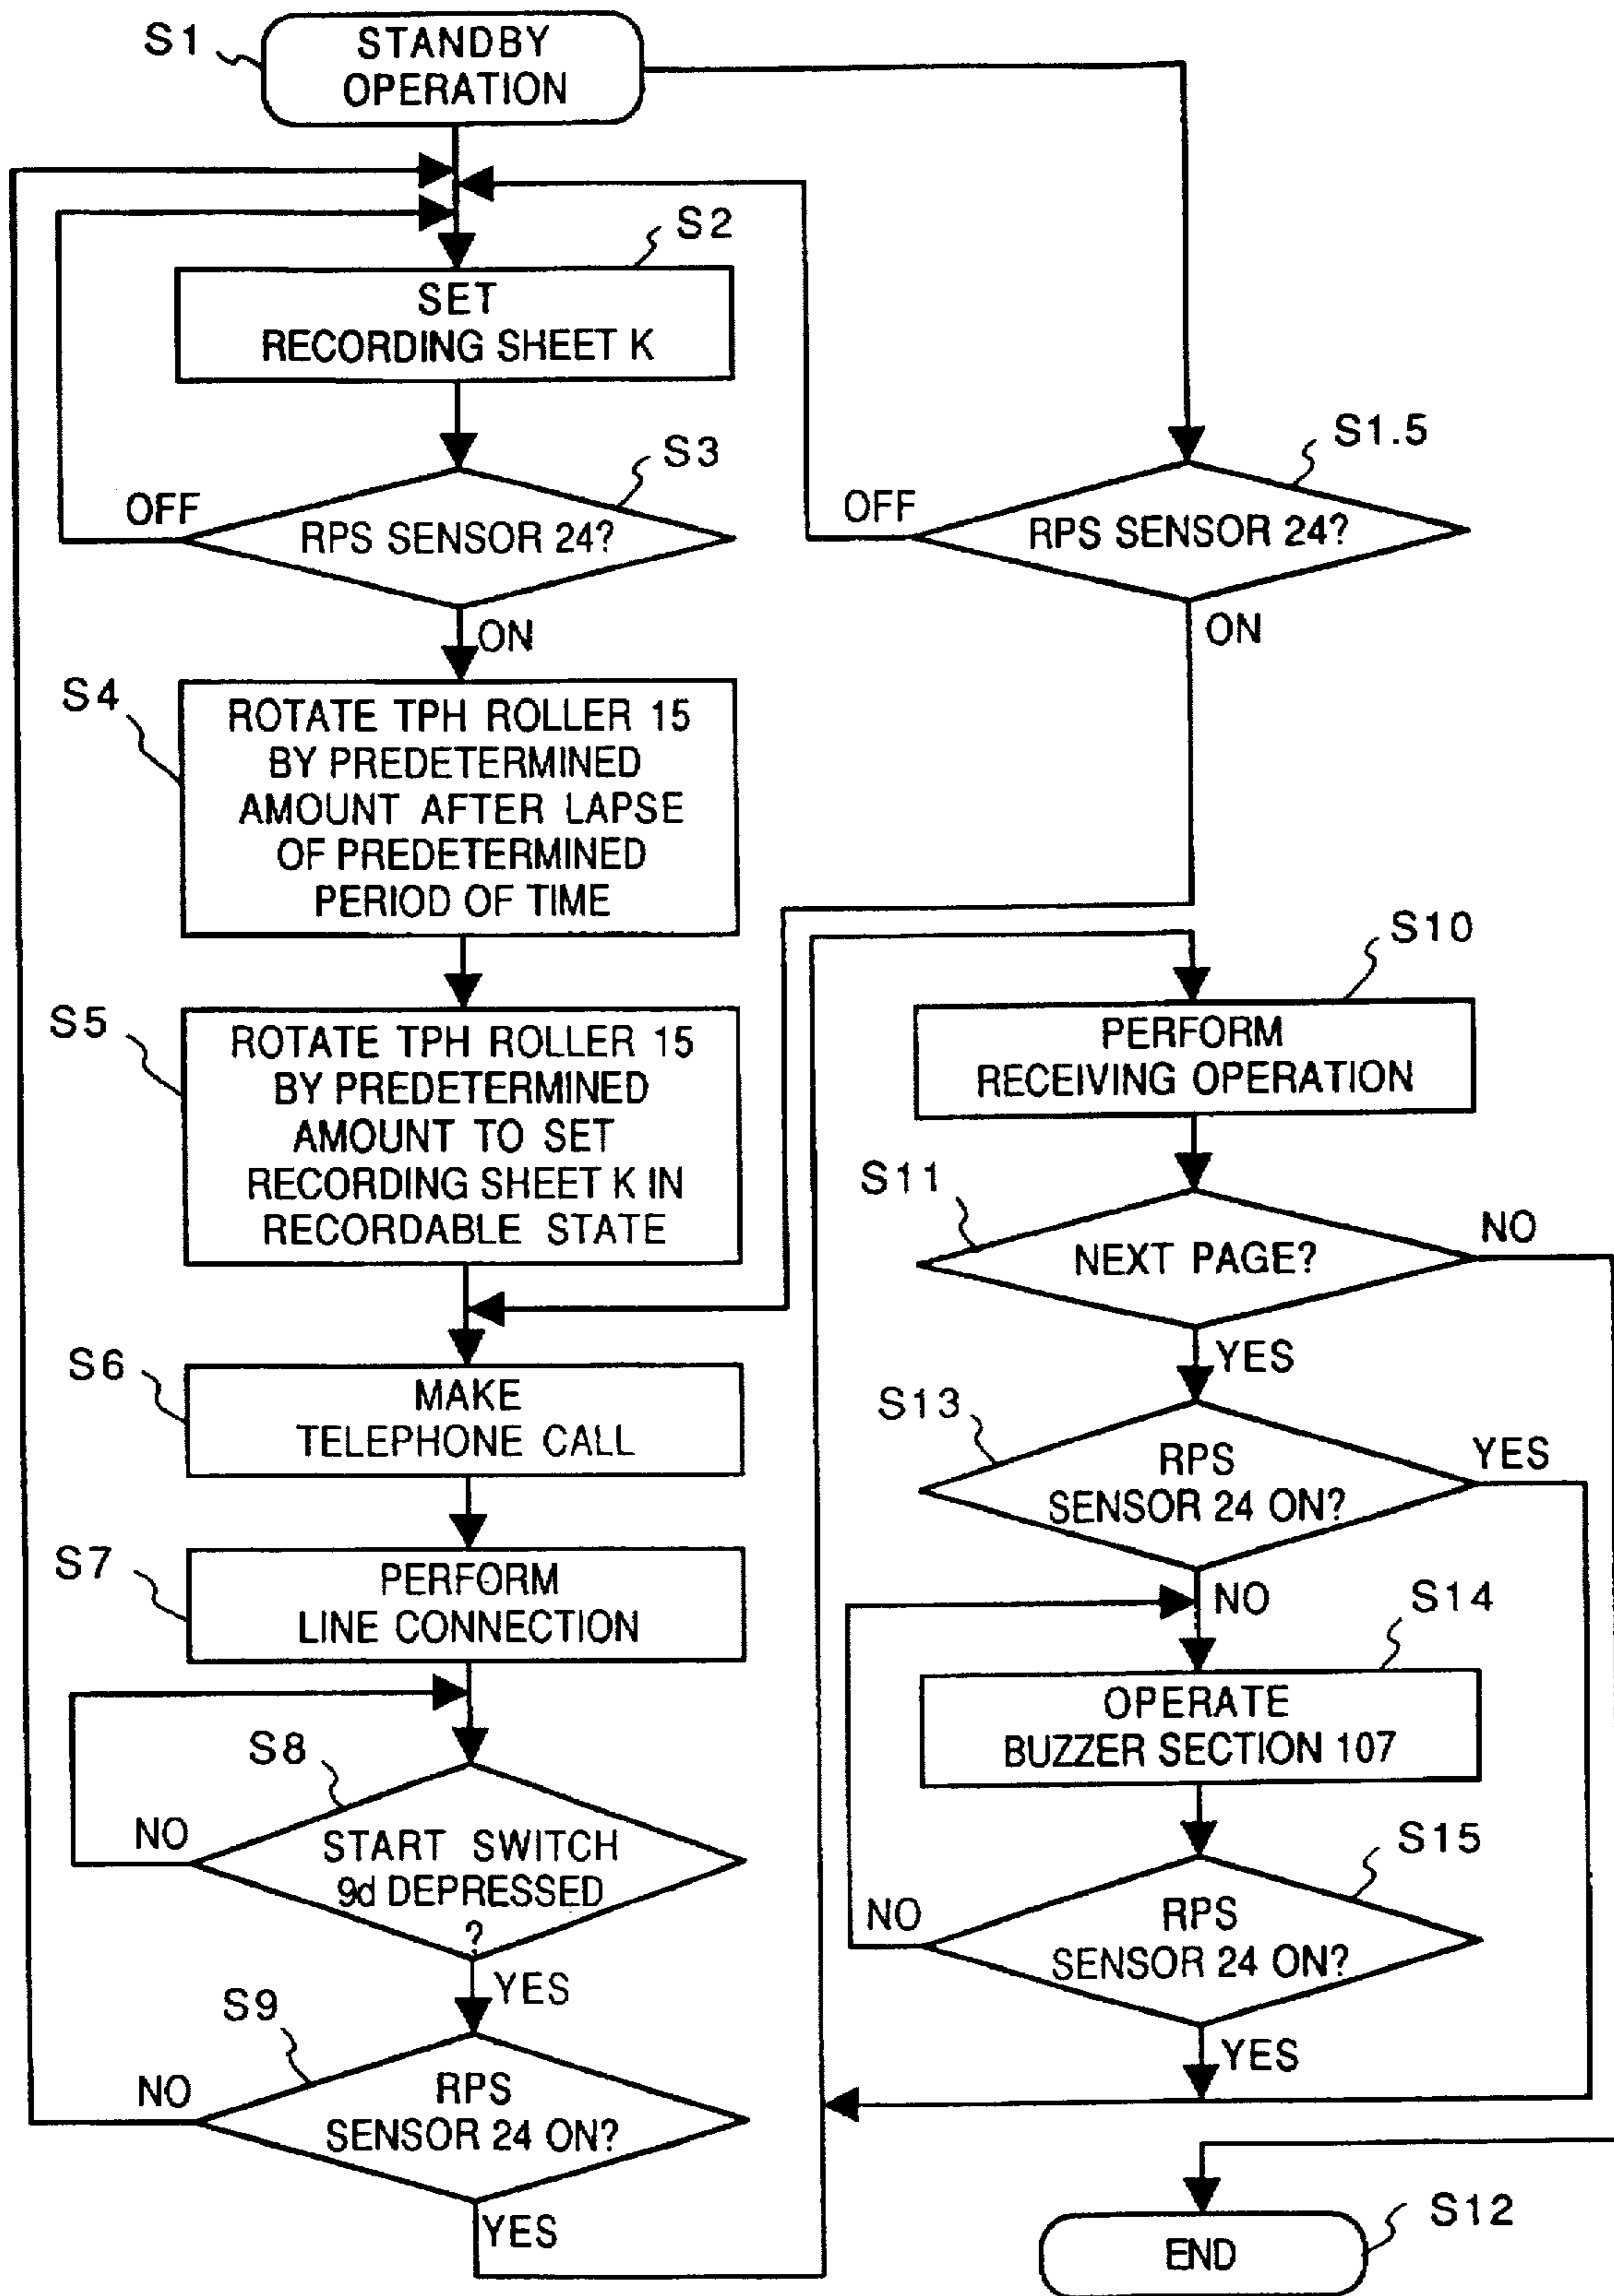 S1
STANDBY
OPERATION
S2
SET
RECORDING SHEET K
S3
OFF
RPS SENSOR 24?
ON
S1.5
OFF
RPS SENSOR 24?
ON
S4
ROTATE TPH ROLLER 15
BY PREDETERMINED
AMOUNT AFTER LAPSE
OF PREDETERMINED
PERIOD OF TIME
S5
ROTATE TPH ROLLER 15
BY PREDETERMINED
AMOUNT TO SET
RECORDING SHEET K IN
RECORDABLE STATE
S6
MAKE
TELEPHONE CALL
S7
PERFORM
LINE CONNECTION
S8
NO
START SWITCH
9d DEPRESSED
?
YES
S9
NO
RPS
SENSOR 24 ON?
YES
S10
PERFORM
RECEIVING OPERATION
S11
NO
NEXT PAGE?
YES
S13
YES
RPS
SENSOR 24 ON?
NO
S14
OPERATE
BUZZER SECTION 107
S15
NO
RPS
SENSOR 24 ON?
YES
S12
END